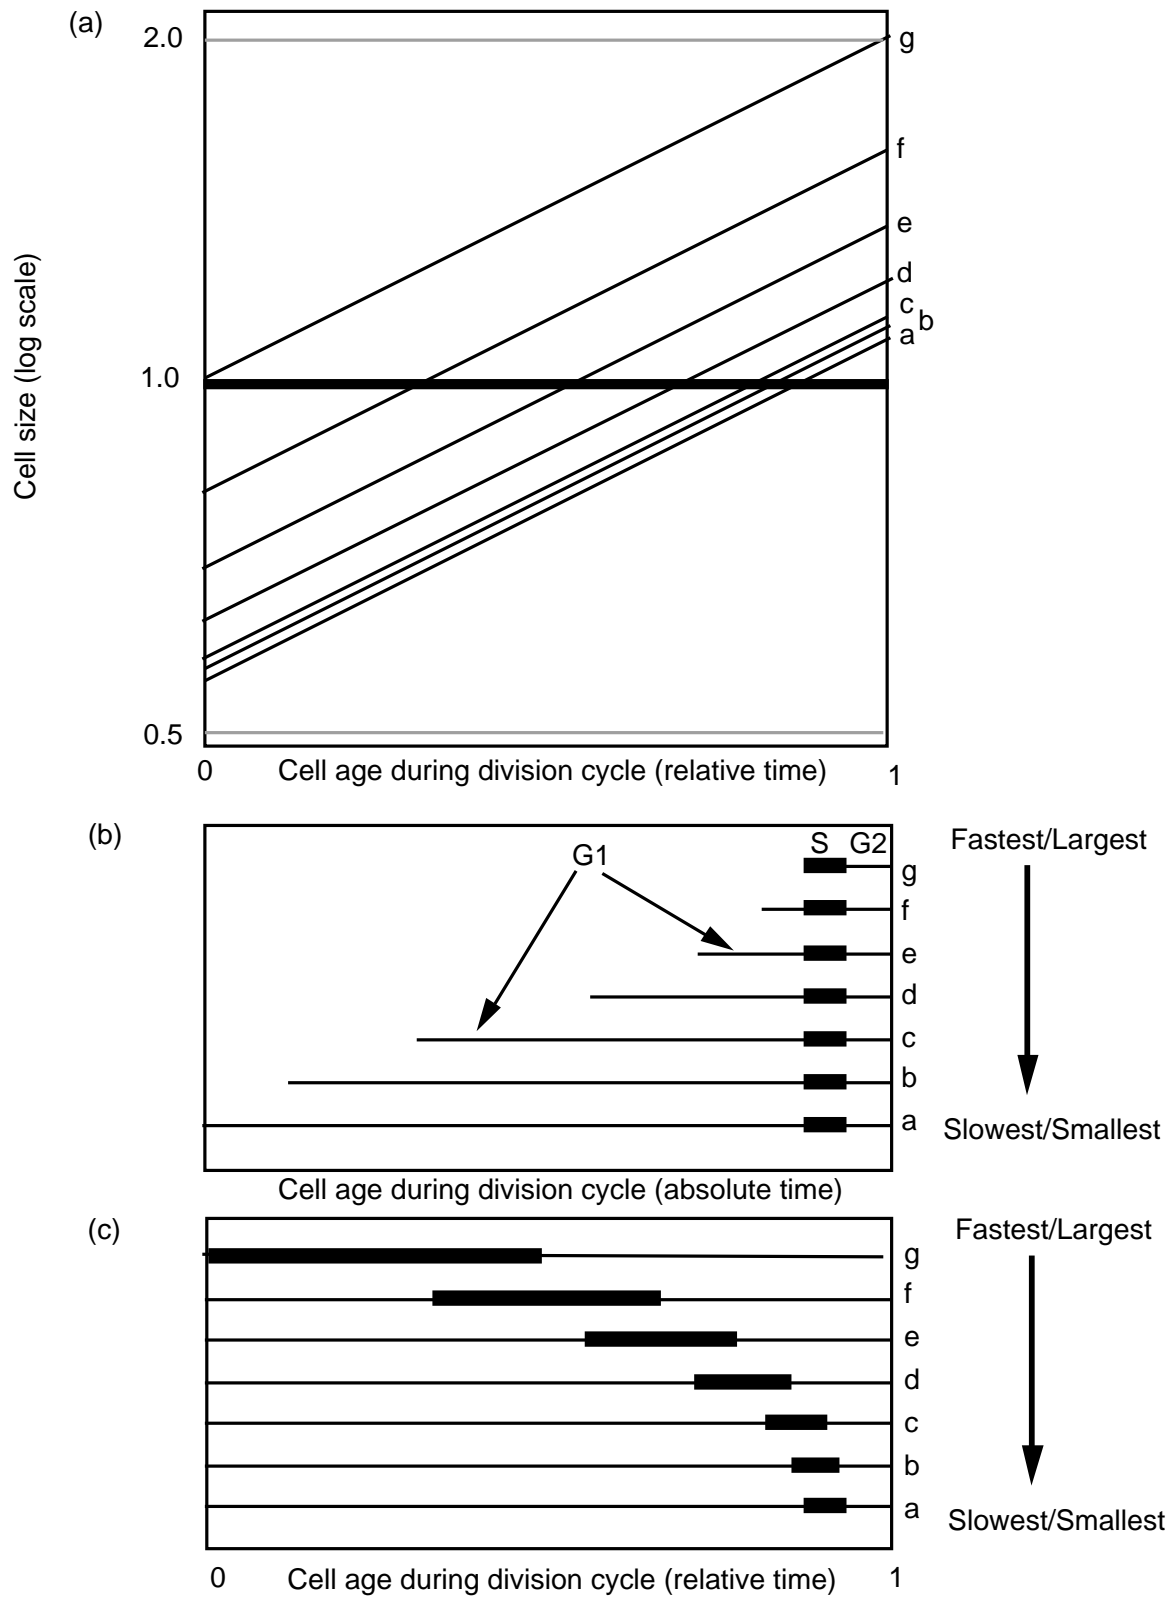 (a)
2.0
g
f
e
d
c
b
a
Cell size (log scale)
1.0
0.5
0
Cell age during division cycle (relative time)
1
(b)
S G2
Fastest/Largest
G1
g
f
e
d
c
b
a
Slowest/Smallest
Cell age during division cycle (absolute time)
(c)
Fastest/Largest
g
f
e
d
c
b
a
Slowest/Smallest
0
Cell age during division cycle (relative time)
1